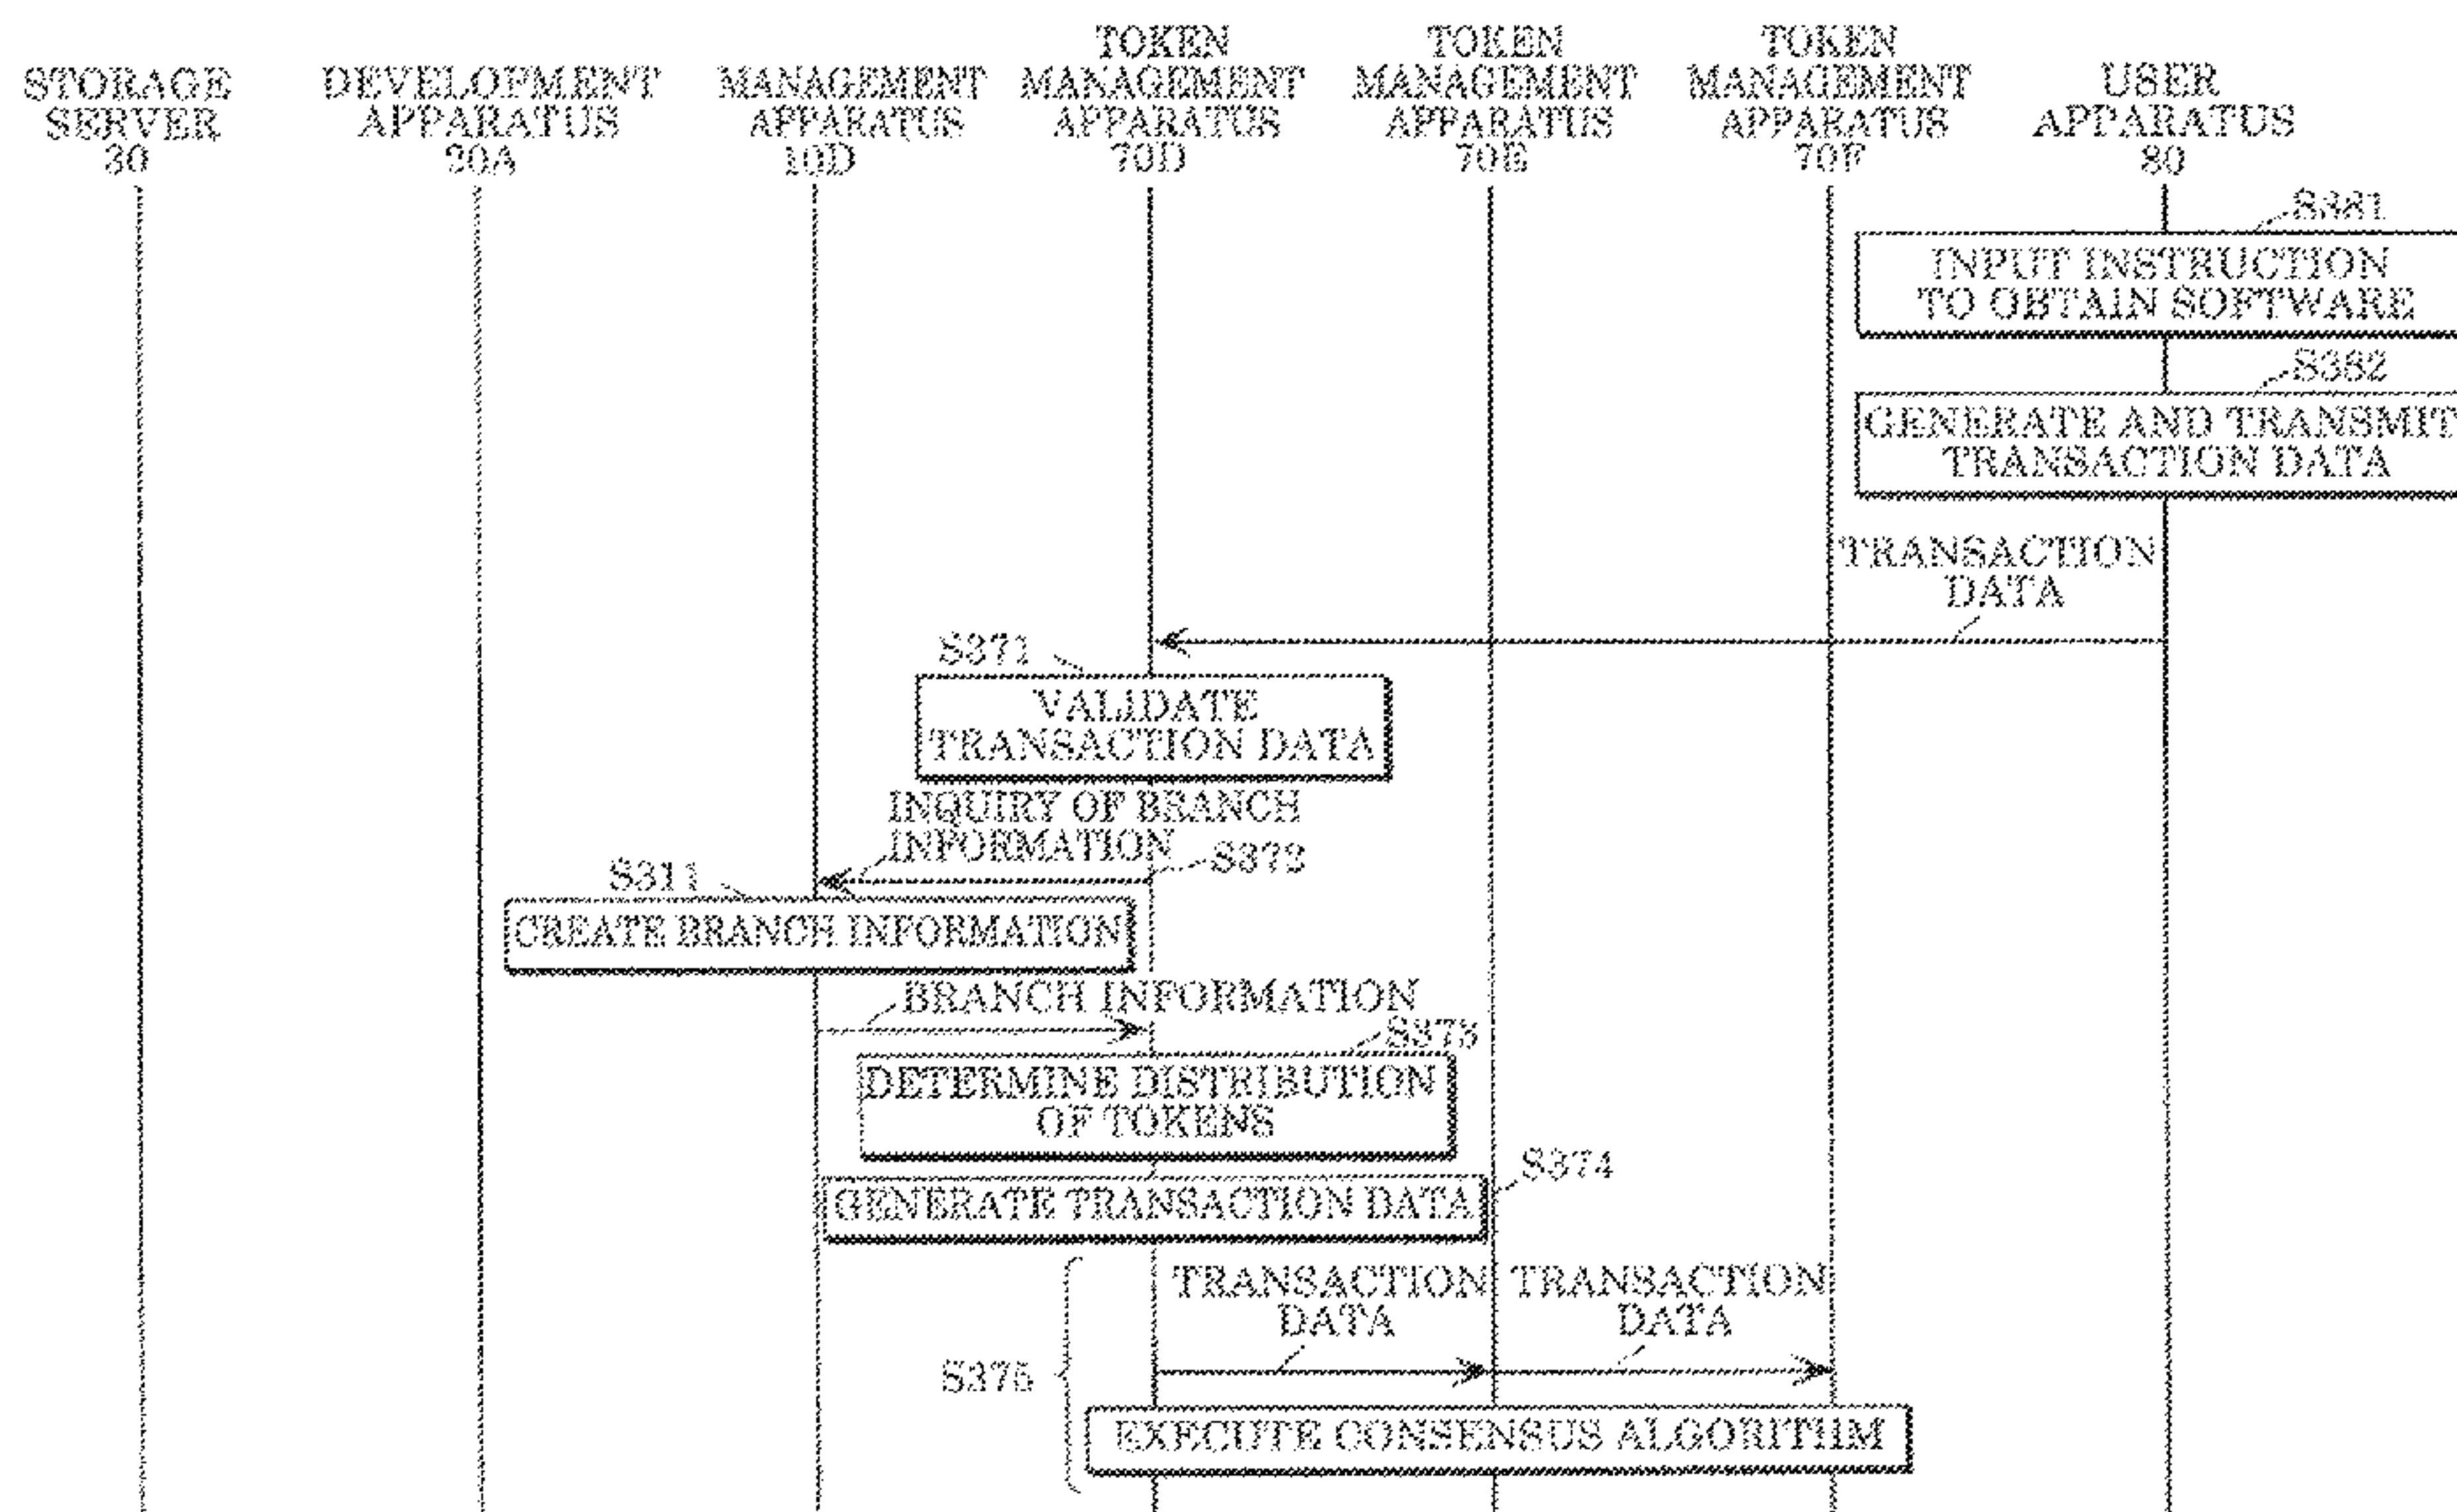 STORAGE
SERVER
30
DEVELOPMENT
APPARATUS
20A
MANAGEMENT
APPARATUS
10D
TOKEN
MANAGEMENT
APPARATUS
70D
TOKEN
MANAGEMENT
APPARATUS
70E
TOKEN
MANAGEMENT
APPARATUS
70F
USER
APPARATUS
80
S381
INPUT INSTRUCTION
TO OBTAIN SOFTWARE
S382
GENERATE AND TRANSMIT
TRANSACTION DATA
TRANSACTION
DATA
S371
VALIDATE
TRANSACTION DATA
INQUIRY OF BRANCH
INFORMATION
S372
S311
CREATE BRANCH INFORMATION
BRANCH INFORMATION
S373
DETERMINE DISTRIBUTION
OF TOKENS
S374
GENERATE TRANSACTION DATA
TRANSACTION
DATA
TRANSACTION
DATA
S375
EXECUTE CONSENSUS ALGORITHM